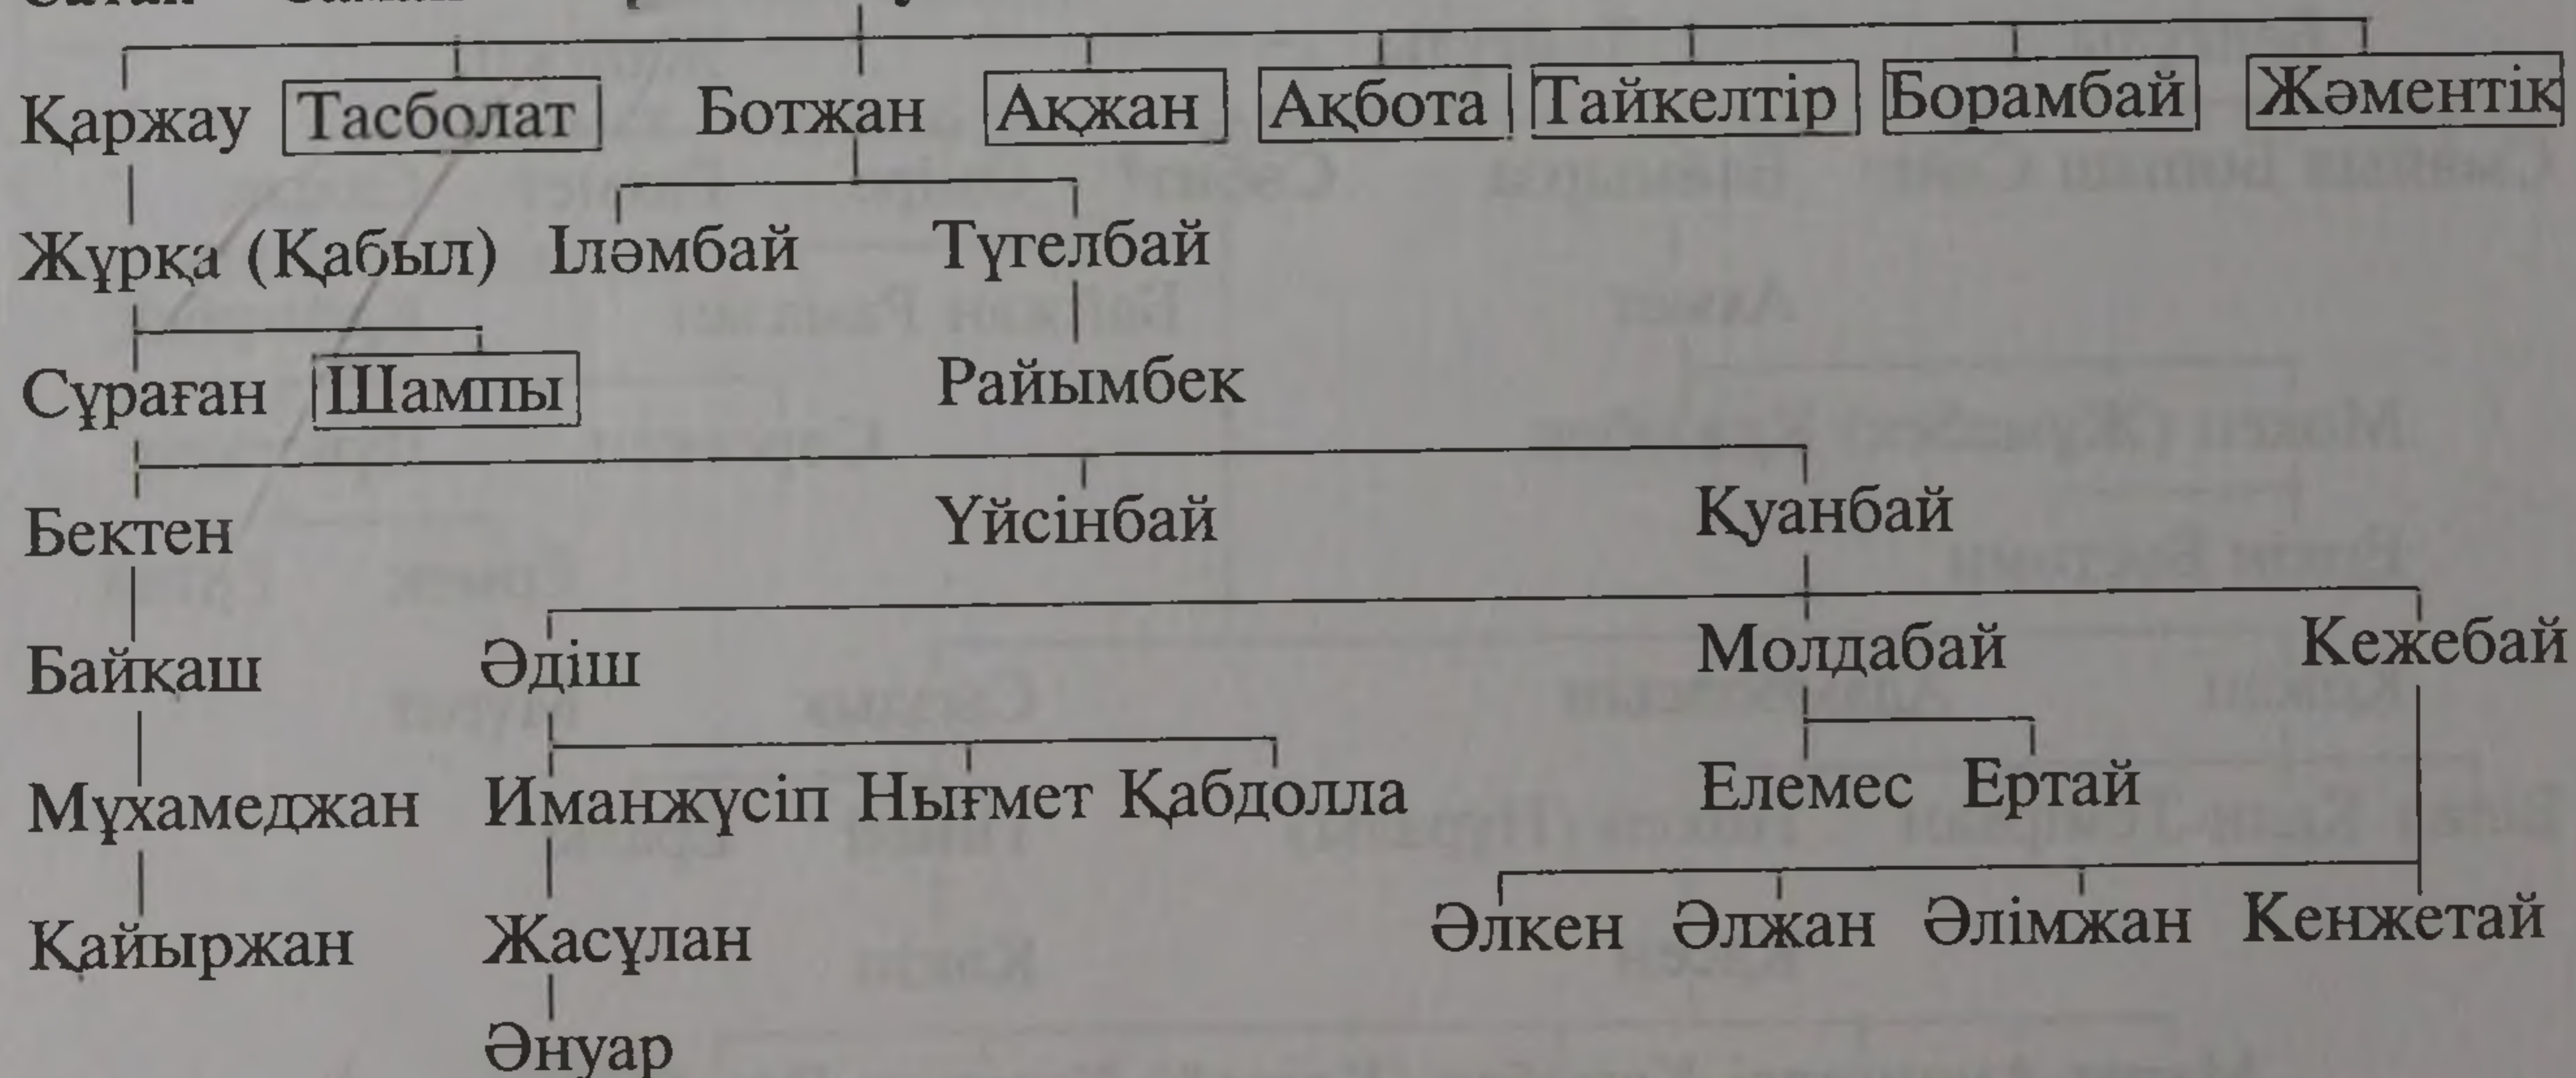 Қаржау Тасболат Ботжан Ақжан Ақбота Тайкелтір Борамбай Жәментік
Жұрқа (Қабыл) Іләмбай Түгелбай
Сұраған Шампы Райымбек
Бектен Үйсінбай Қуанбай
Байқаш Әдіш Молдабай Кежебай
Мұхамеджан Иманжүсіп Нығмет Қабдолла Елемес Ертай
Қайыржан Жасұлан Әлкен Әлжан Әлімжан Кенжетай
Әнуар